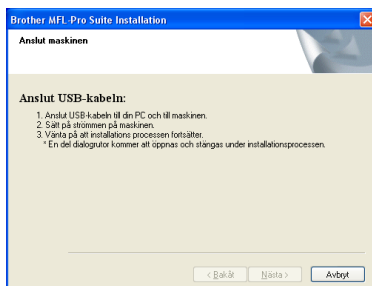 Brother MFL-Pro Suite Installation
Anslut maskinen
Anslut USB-kabeln:
1. Anslut USB-kabeln till din PC och till maskinen.
2. Sätt på strömmen på maskinen.
3. Vänta på att installations processen fortsätter.
* En del dialogrutor kommer att öppnas och stängas under installationsprocessen.
< Bakåt Nästa > Avbryt